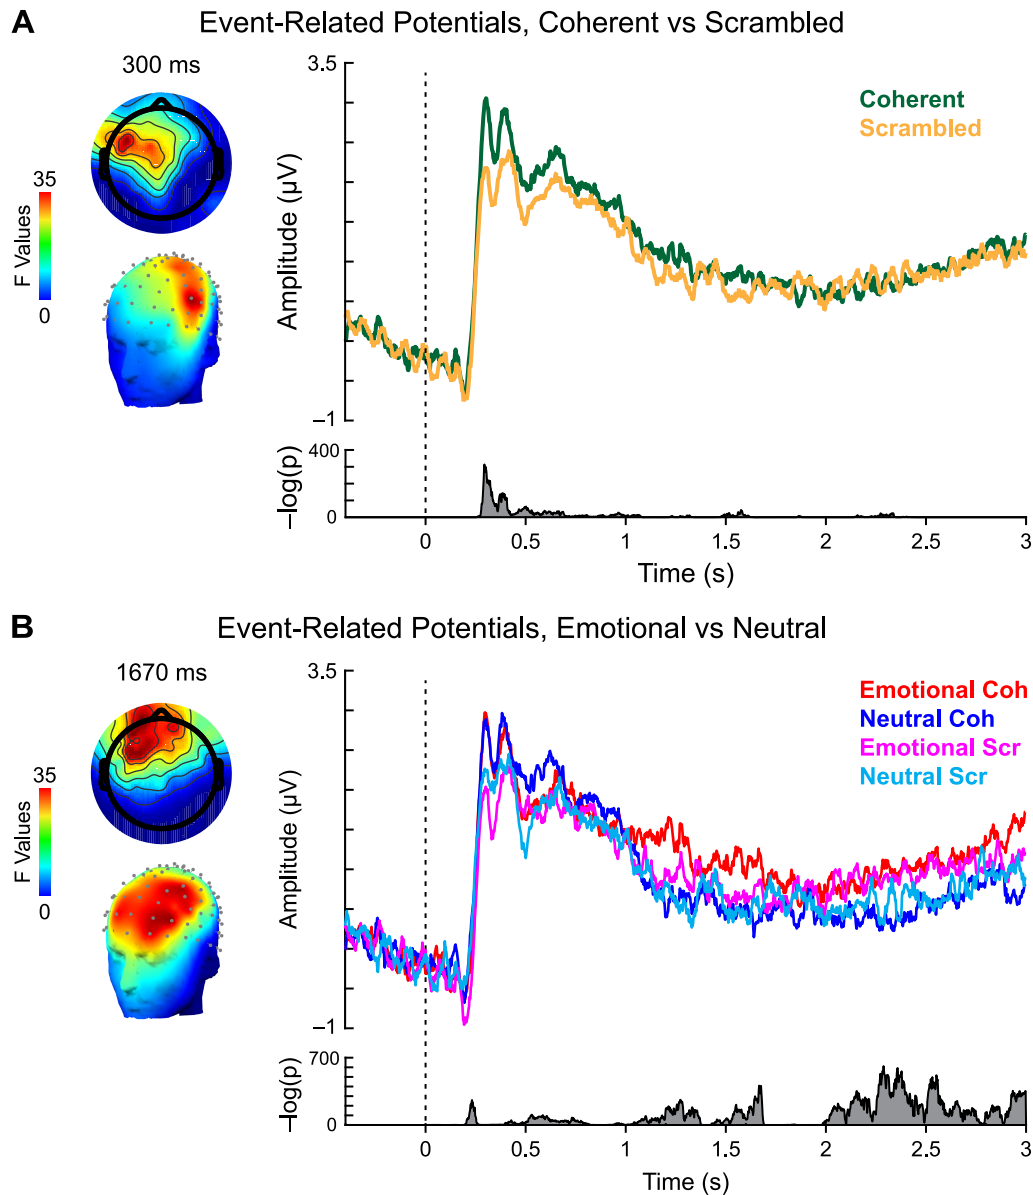 A
Event-Related Potentials, Coherent vs Scrambled
300 ms
35
F Values
0
3.5
Amplitude (µV)
−1
Coherent
Scrambled
400
−log(p)
0
0 0.5 1 1.5 2 2.5 3
Time (s)
B
Event-Related Potentials, Emotional vs Neutral
1670 ms
35
F Values
0
3.5
Amplitude (µV)
−1
Emotional Coh
Neutral Coh
Emotional Scr
Neutral Scr
700
−log(p)
0
0 0.5 1 1.5 2 2.5 3
Time (s)